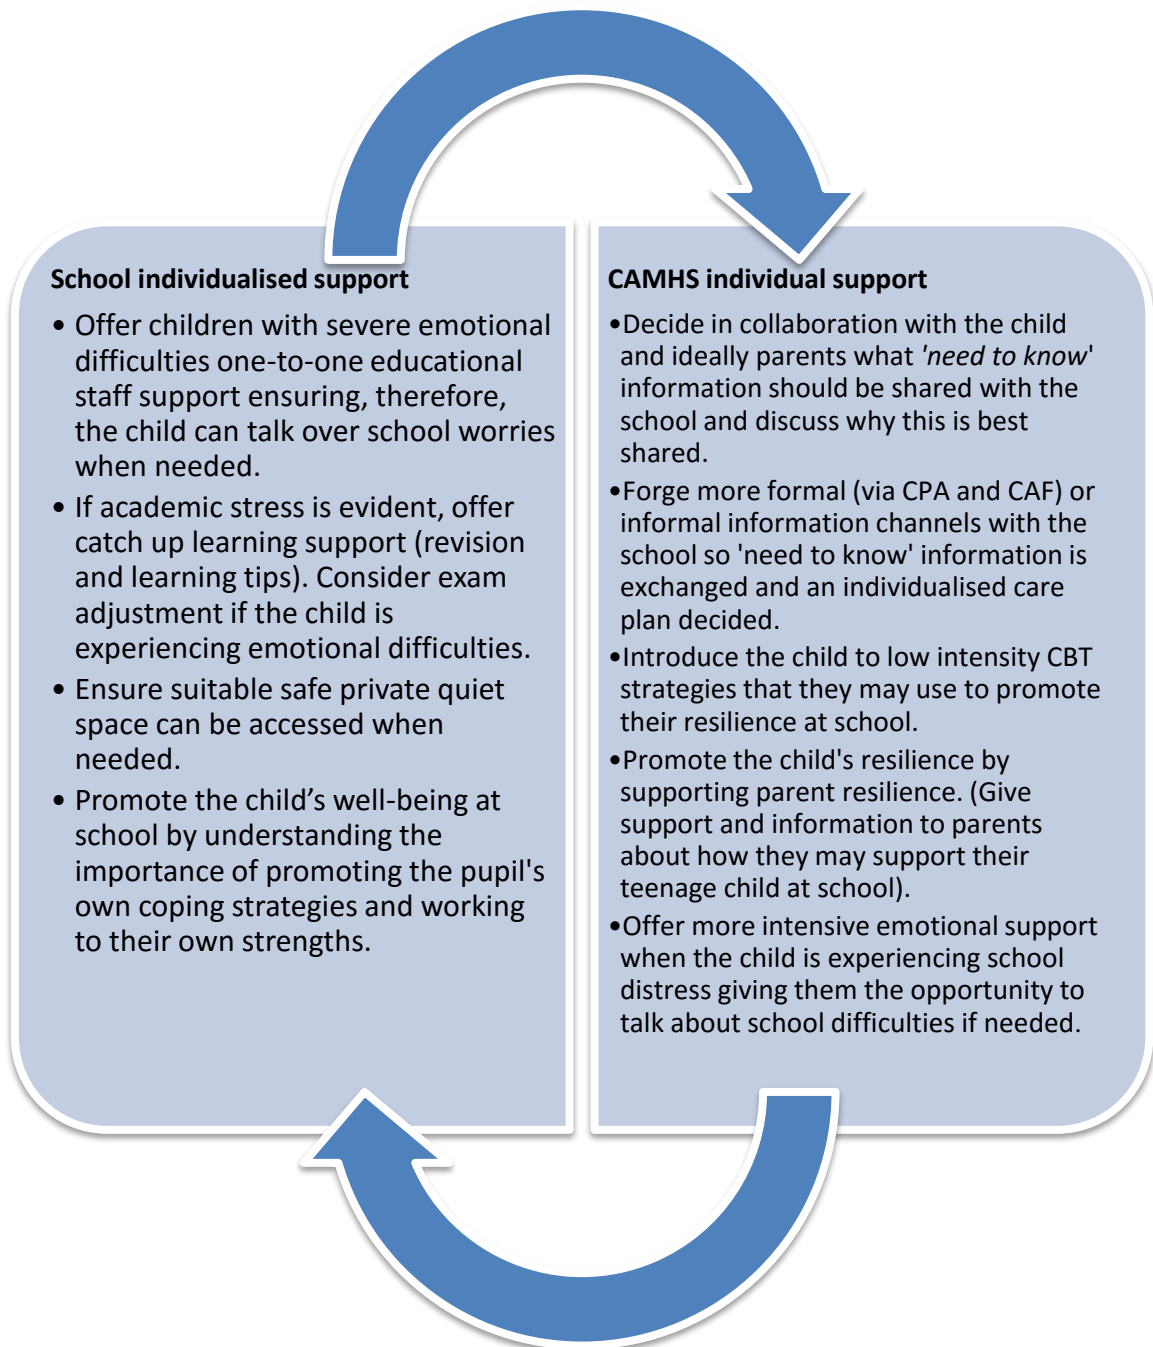 School individualised support
• Offer children with severe emotional
difficulties one-to-one educational
staff support ensuring, therefore,
the child can talk over school worries
when needed.
• If academic stress is evident, offer
catch up learning support (revision
and learning tips). Consider exam
adjustment if the child is
experiencing emotional difficulties.
• Ensure suitable safe private quiet
space can be accessed when
needed.
• Promote the child’s well-being at
school by understanding the
importance of promoting the pupil's
own coping strategies and working
to their own strengths.
CAMHS individual support
•Decide in collaboration with the child
and ideally parents what 'need to know'
information should be shared with the
school and discuss why this is best
shared.
•Forge more formal (via CPA and CAF) or
informal information channels with the
school so 'need to know' information is
exchanged and an individualised care
plan decided.
•Introduce the child to low intensity CBT
strategies that they may use to promote
their resilience at school.
•Promote the child's resilience by
supporting parent resilience. (Give
support and information to parents
about how they may support their
teenage child at school).
•Offer more intensive emotional support
when the child is experiencing school
distress giving them the opportunity to
talk about school difficulties if needed.